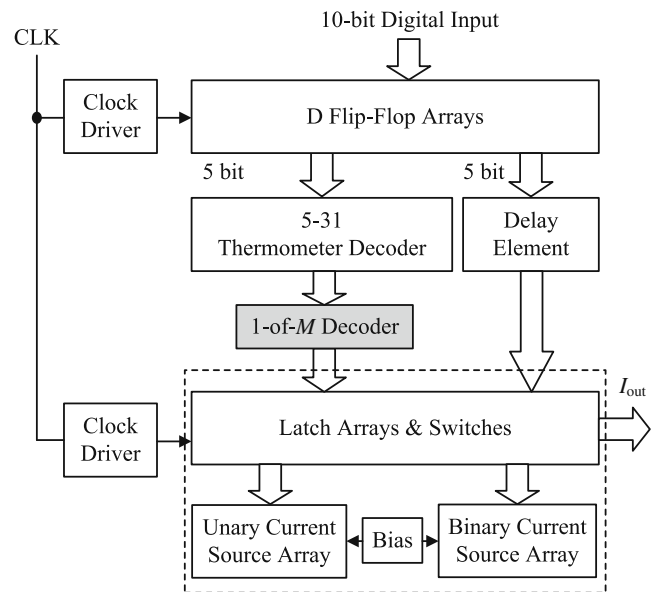 10-bit Digital Input
CLK
Clock
Driver
D Flip-Flop Arrays
5 bit
5 bit
5-31
Thermometer Decoder
Delay
Element
1-of-M Decoder
Iout
Clock
Driver
Latch Arrays & Switches
Unary Current
Source Array
Bias
Binary Current
Source Array